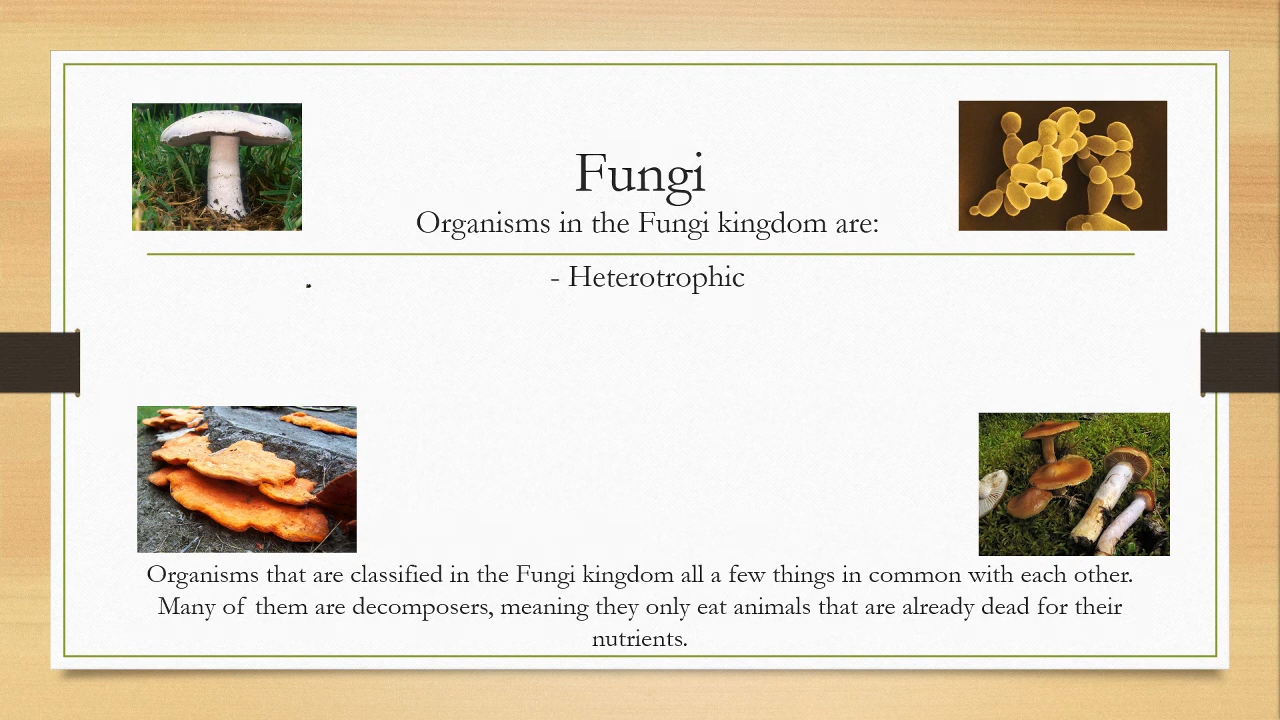 Fungi
Organisms in the Fungi kingdom are:
- Heterotrophic
Organisms that are classified in the Fungi kingdom all a few things in common with each other.
Many of them are decomposers, meaning they only eat animals that are already dead for their
nutrients.